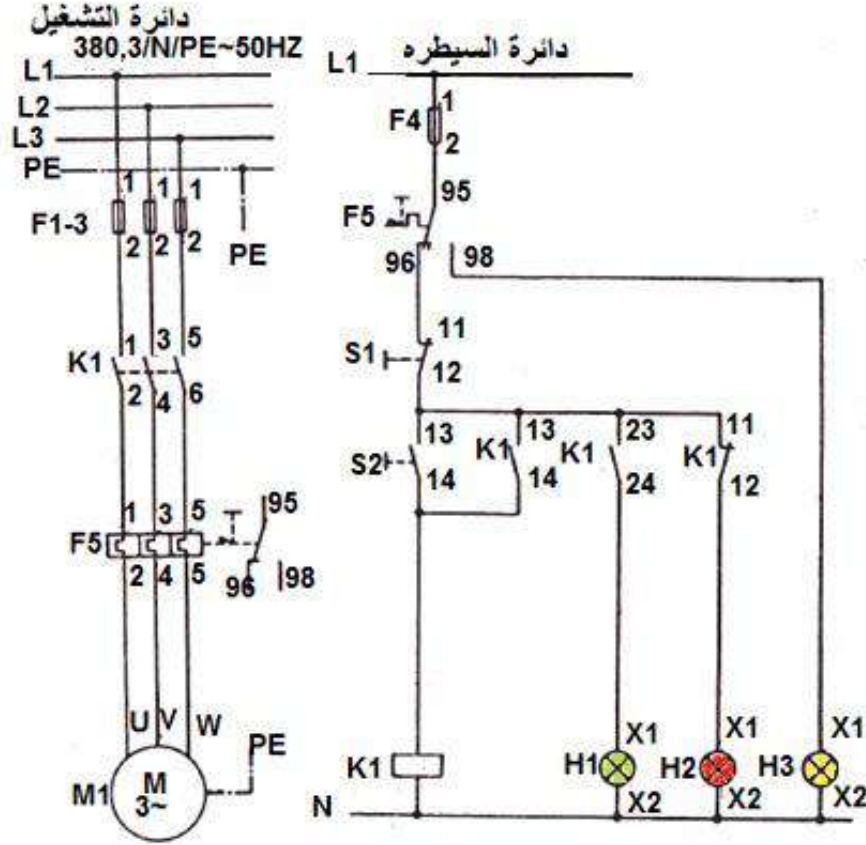 دائرة التشغيل
380,3/N/PE~50HZ
L1
L2
L3
PE
1 1 1
F1-3
2 2 2
PE
1 3 5
K1
2 4 6
95
1 3 5
F5
2 4 5
96 98
U V W
PE
M1
M
3~
دائرة السيطره
L1
1
F4
2
95
F5
96 98
11
S1
12
13 13 23 11
S2 K1 K1 K1
14 14 24 12
X1 X1 X1
K1 H1 H2 H3
X2 X2 X2
N